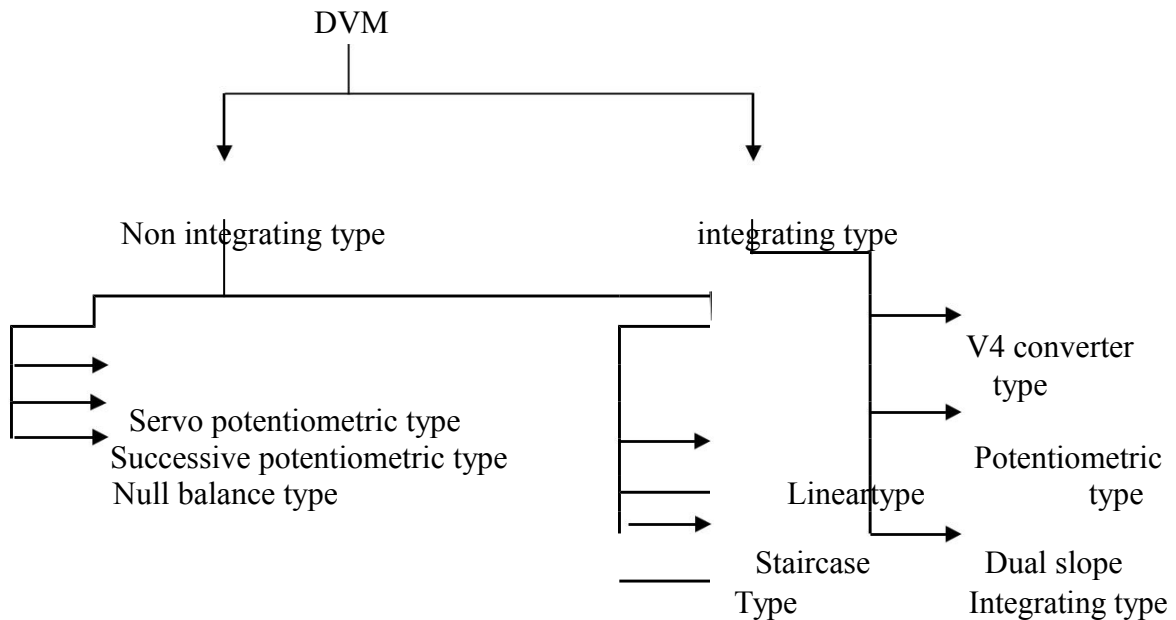 DVM
Non integrating type
integrating type
Servo potentiometric type
Successive potentiometric type
Null balance type
Lineartype
Staircase
Type
V4 converter
type
Potentiometric
type
Dual slope
Integrating type